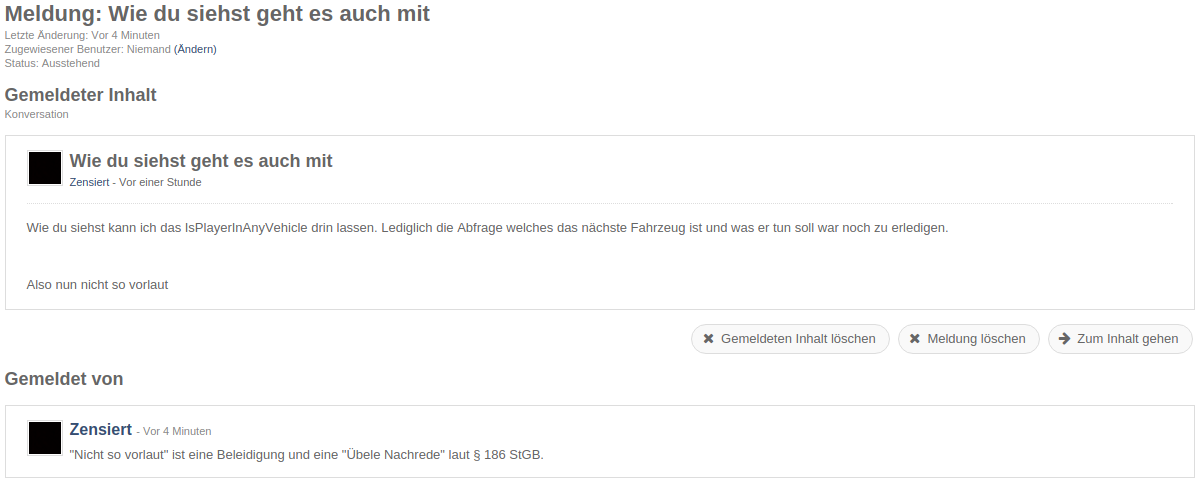 Meldung: Wie du siehst geht es auch mit
Letzte Änderung: Vor 4 Minuten
Zugewiesener Benutzer: Niemand (Ändern)
Status: Ausstehend
Gemeldeter Inhalt
Konversation
Wie du siehst geht es auch mit
Zensiert - Vor einer Stunde
Wie du siehst kann ich das IsPlayerInAnyVehicle drin lassen. Lediglich die Abfrage welches das nächste Fahrzeug ist und was er tun soll war noch zu erledigen.
Also nun nicht so vorlaut
Gemeldeten Inhalt löschen Meldung löschen Zum Inhalt gehen
Gemeldet von
Zensiert - Vor 4 Minuten
"Nicht so vorlaut" ist eine Beleidigung und eine "Übele Nachrede" laut § 186 StGB.